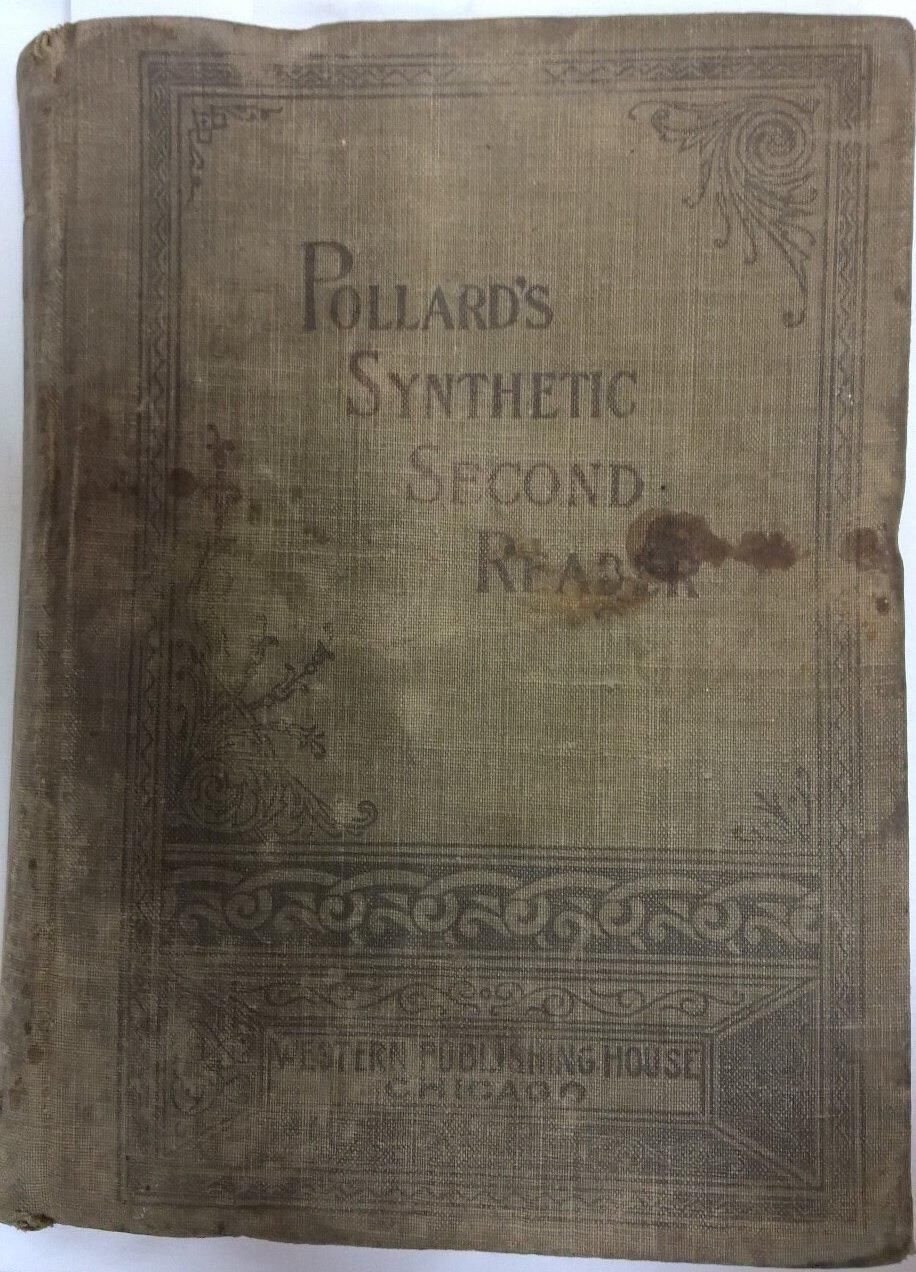 POLLARD'S
SYNTHETIC
SECOND
READER
WESTERN PUBLISHING HOUSE
CHICAGO